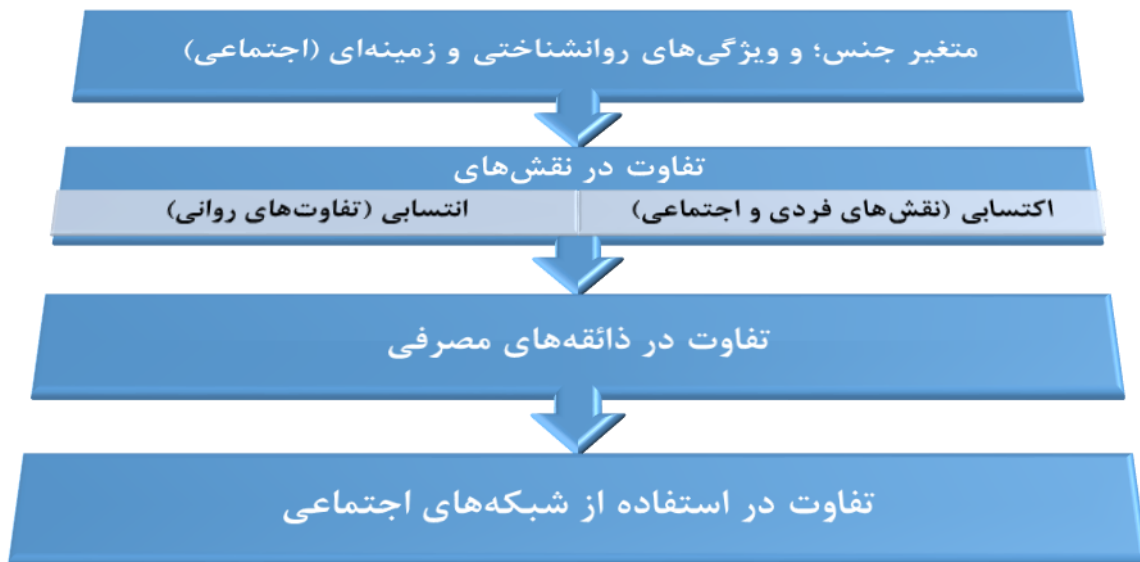 متغیر جنس؛ و ویژگی‌های روانشناختی و زمینه‌ای (اجتماعی)
تفاوت در نقش‌های
اکتسابی (نقش‌های فردی و اجتماعی)
انتسابی (تفاوت‌های روانی)
تفاوت در ذائقه‌های مصرفی
تفاوت در استفاده از شبکه‌های اجتماعی